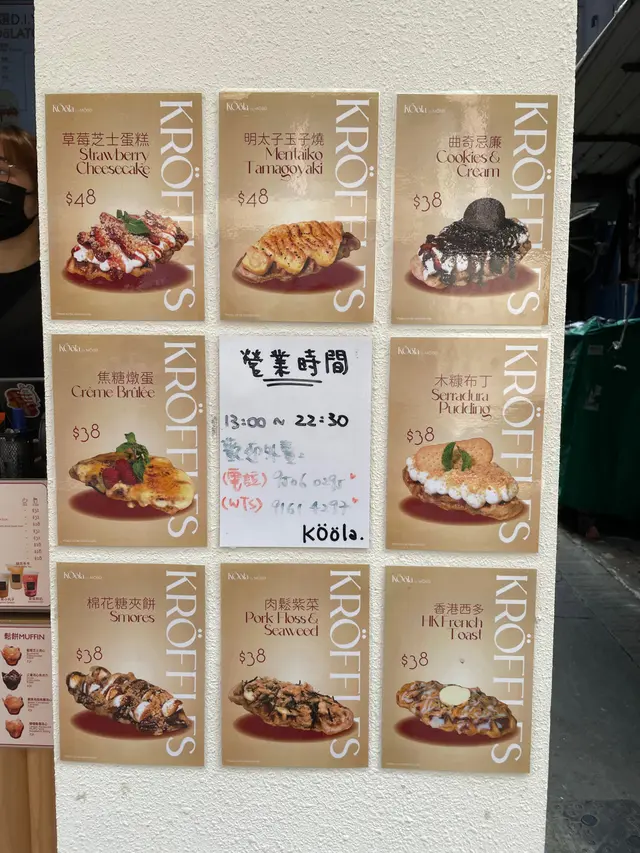 KÖöla
草莓芝士蛋糕
Strawberry
Cheesecake
$48
KRÖFFLES
KÖöla
明太子玉子燒
Mentaiko
Tamagoyaki
$48
KRÖFFLES
KÖöla
曲奇忌廉
Cookies &
Cream
$38
KRÖFFLES
KÖöla
焦糖燉蛋
Crême Brûlée
$38
KRÖFFLES
營業時間
13:00 ~ 22:30
歡迎外賣
(電話)
(WTS) 9161 4297
Kööla.
KÖöla
木糠布丁
Serradura
Pudding
$38
KRÖFFLES
KÖöla
棉花糖夾餅
Smores
$38
KRÖFFLES
KÖöla
肉鬆紫菜
Pork Floss &
Seaweed
$38
KRÖFFLES
KÖöla
香港西多
HK French
Toast
$38
KRÖFFLES
鬆餅MUFFIN